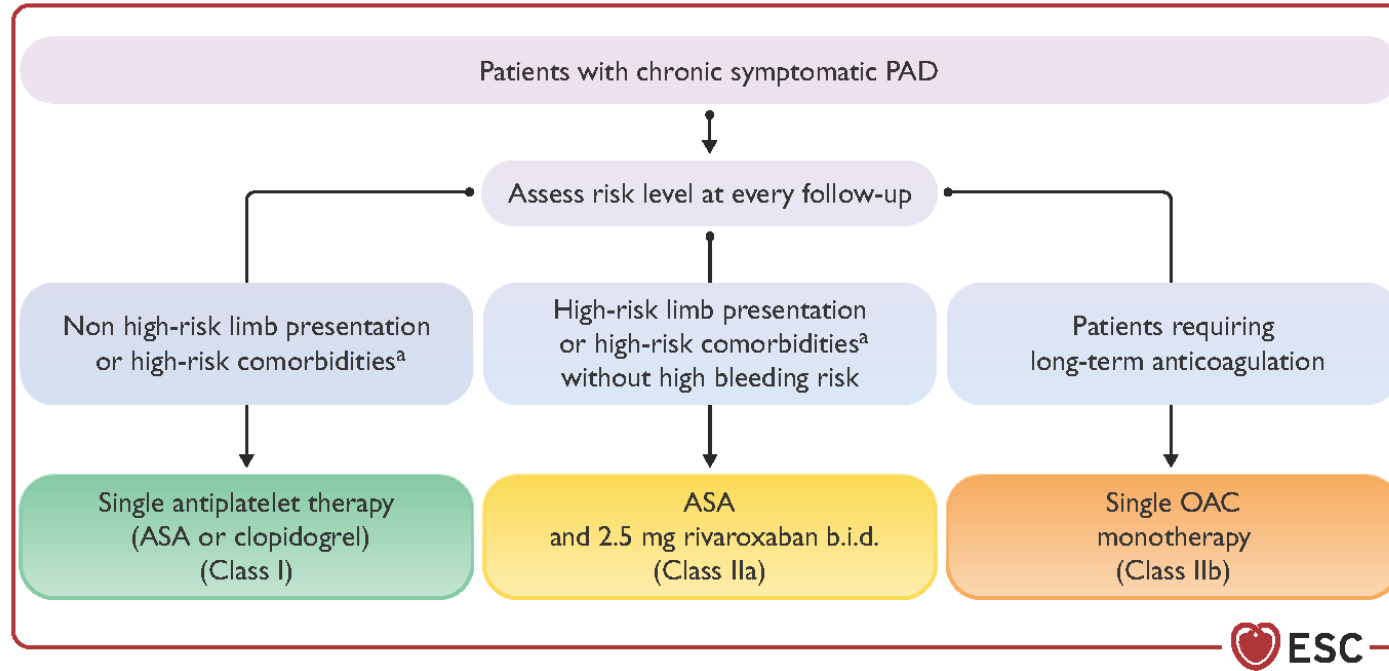 Patients with chronic symptomatic PAD
Assess risk level at every follow-up
Non high-risk limb presentation
or high-risk comorbiditiesᵃ
High-risk limb presentation
or high-risk comorbiditiesᵃ
without high bleeding risk
Patients requiring
long-term anticoagulation
Single antiplatelet therapy
(ASA or clopidogrel)
(Class I)
ASA
and 2.5 mg rivaroxaban b.i.d.
(Class IIa)
Single OAC
monotherapy
(Class IIb)
ESC